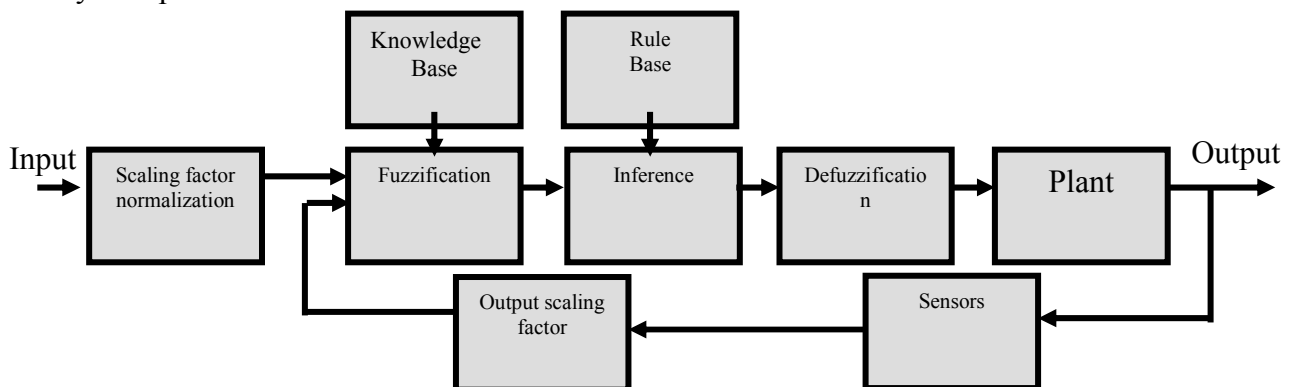 Knowledge
Base
Rule
Base
Input
Scaling factor
normalization
Fuzzification
Inference
Defuzzificatio
n
Plant
Output
Output scaling
factor
Sensors